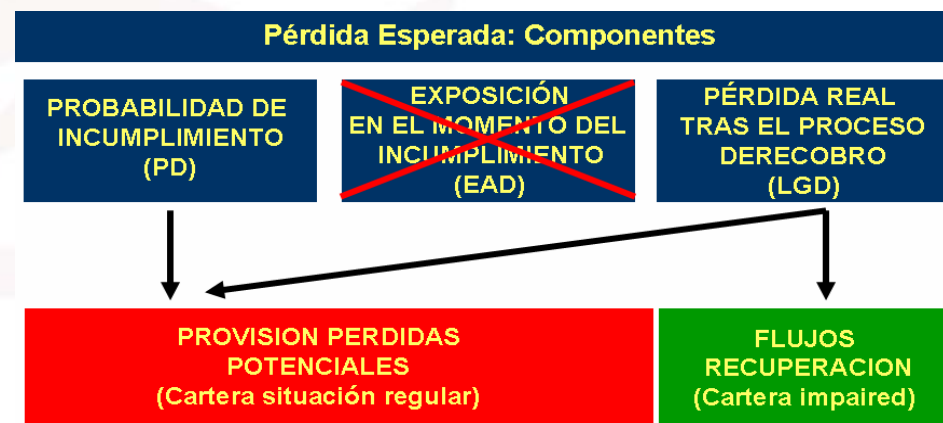 Pérdida Esperada: Componentes
PROBABILIDAD DE
INCUMPLIMIENTO
(PD)
EXPOSICIÓN
EN EL MOMENTO DEL
INCUMPLIMIENTO
(EAD)
PÉRDIDA REAL
TRAS EL PROCESO
DERECOBRO
(LGD)
PROVISION PERDIDAS
POTENCIALES
(Cartera situación regular)
FLUJOS
RECUPERACION
(Cartera impaired)